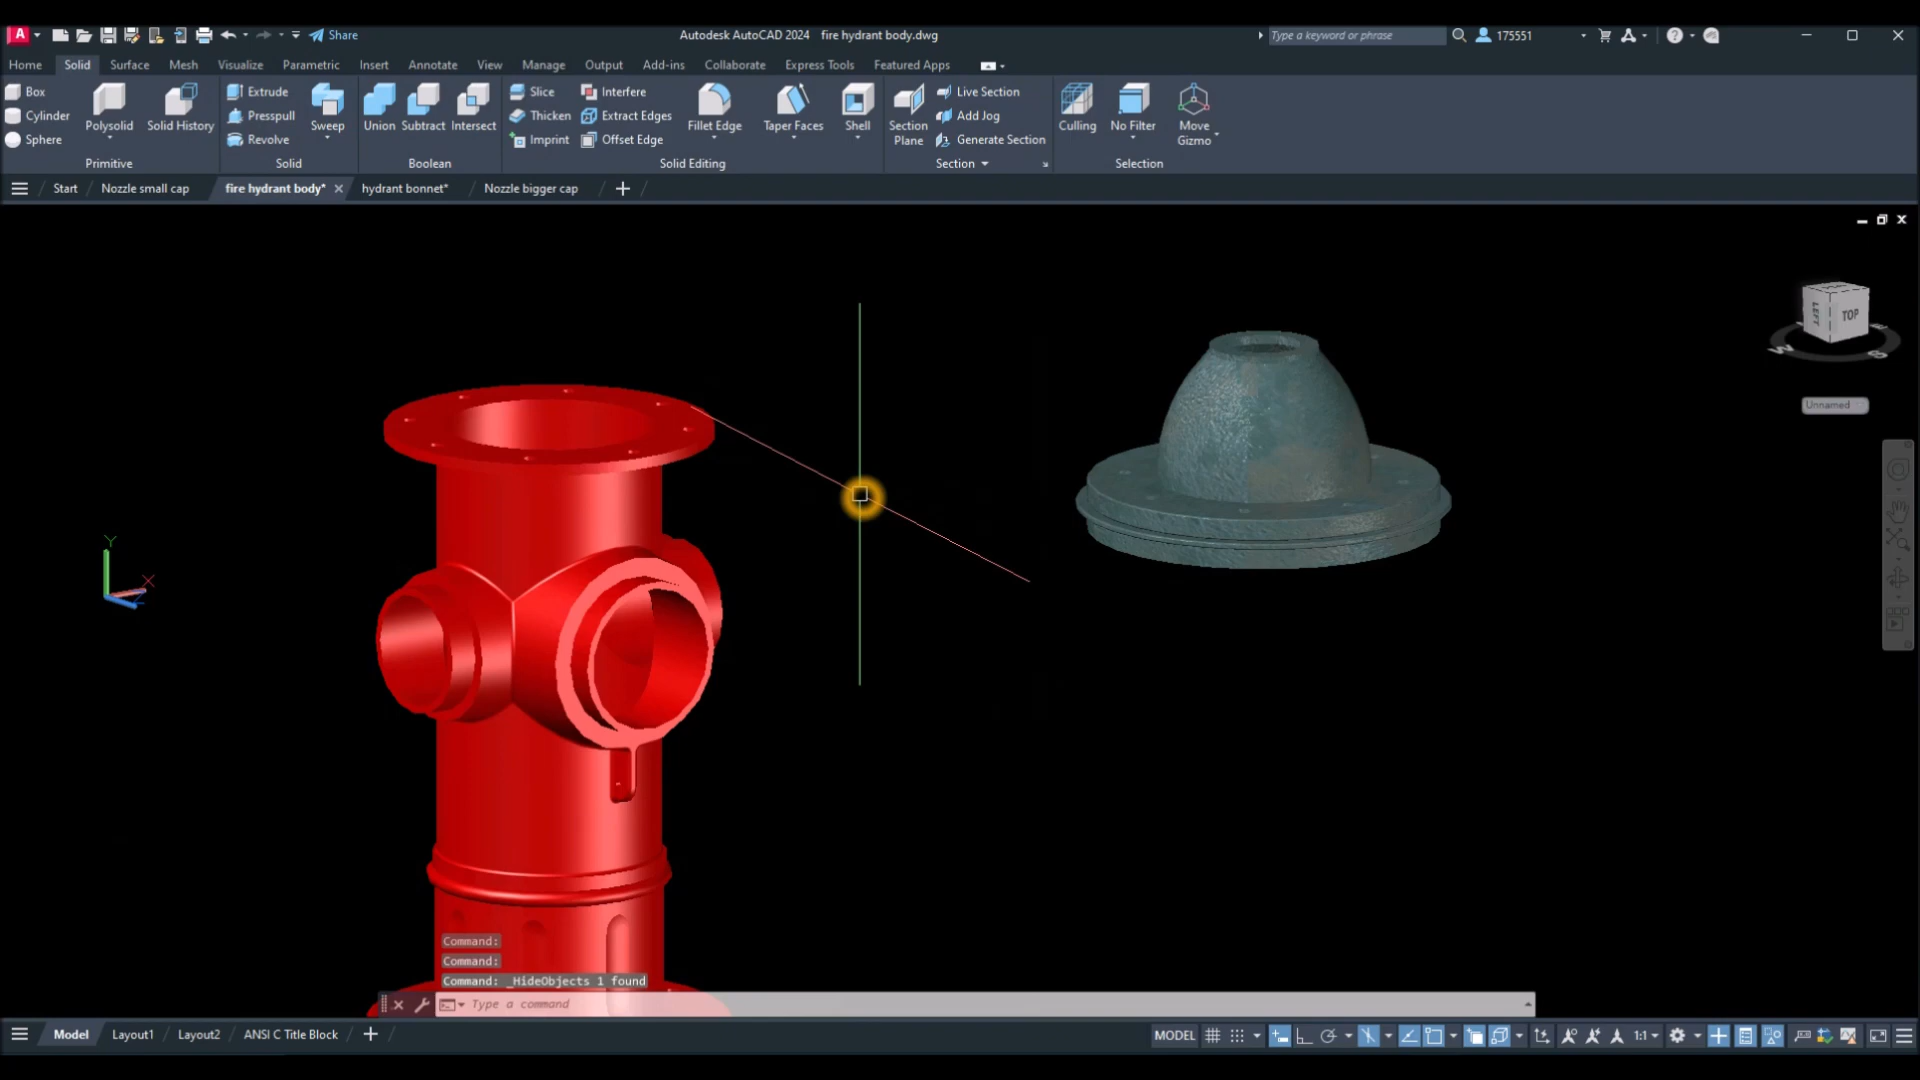 A Share Autodesk AutoCAD 2024 fire hydrant body.dwg Type a keyword or phrase 175551
Home Solid Surface Mesh Visualize Parametric Insert Annotate View Manage Output Add-ins Collaborate Express Tools Featured Apps
Box Extrude Slice Interfere Live Section
Cylinder Presspull Thicken Extract Edges Add Jog
Sphere Revolve Imprint Offset Edge Generate Section
Polysolid Solid History Sweep Union Subtract Intersect Fillet Edge Taper Faces Shell Section Plane Culling No Filter Move Gizmo
Primitive Solid Boolean Solid Editing Section Selection
Start Nozzle small cap fire hydrant body* hydrant bonnet* Nozzle bigger cap
LEFT TOP
W S
Unnamed
Y
X
Z
Command:
Command:
Command: _HideObjects 1 found
Type a command
Model Layout1 Layout2 ANSI C Title Block MODEL 1:1